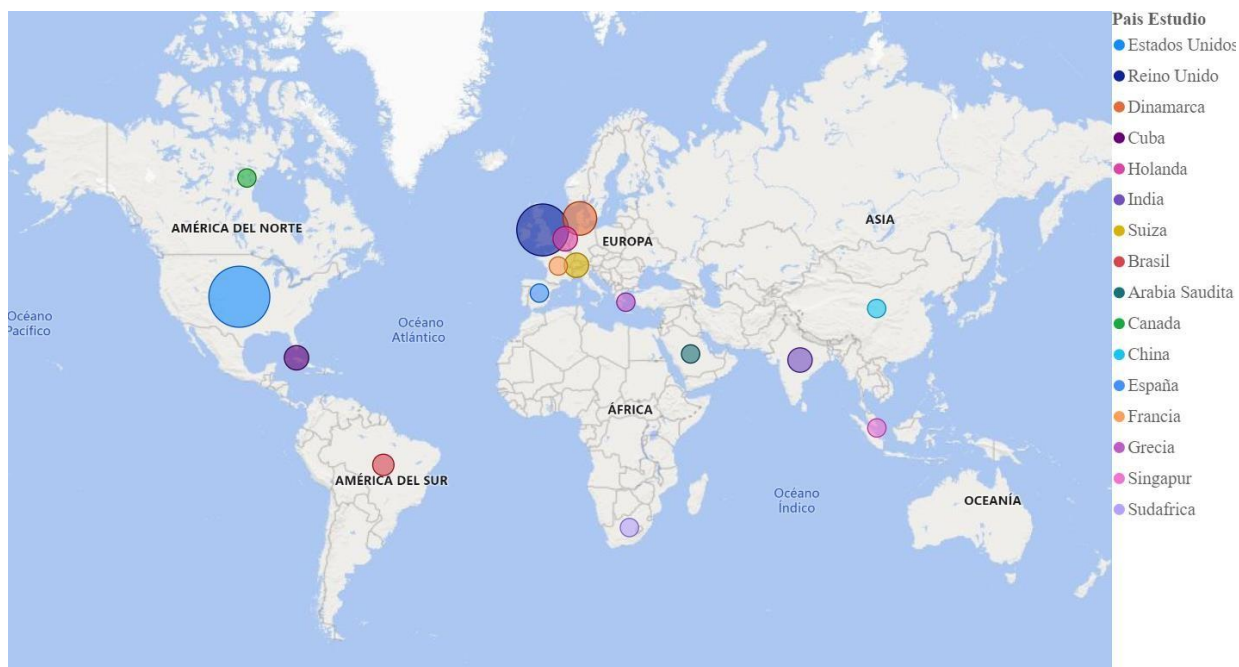 Pais Estudio
Estados Unidos
Reino Unido
Dinamarca
Cuba
Holanda
India
Suiza
Brasil
Arabia Saudita
Canada
China
España
Francia
Grecia
Singapur
Sudafrica
AMÉRICA DEL NORTE
EUROPA
ASIA
Océano
Pacífico
Océano
Atlántico
ÁFRICA
AMÉRICA DEL SUR
Océano
Índico
OCEANÍA